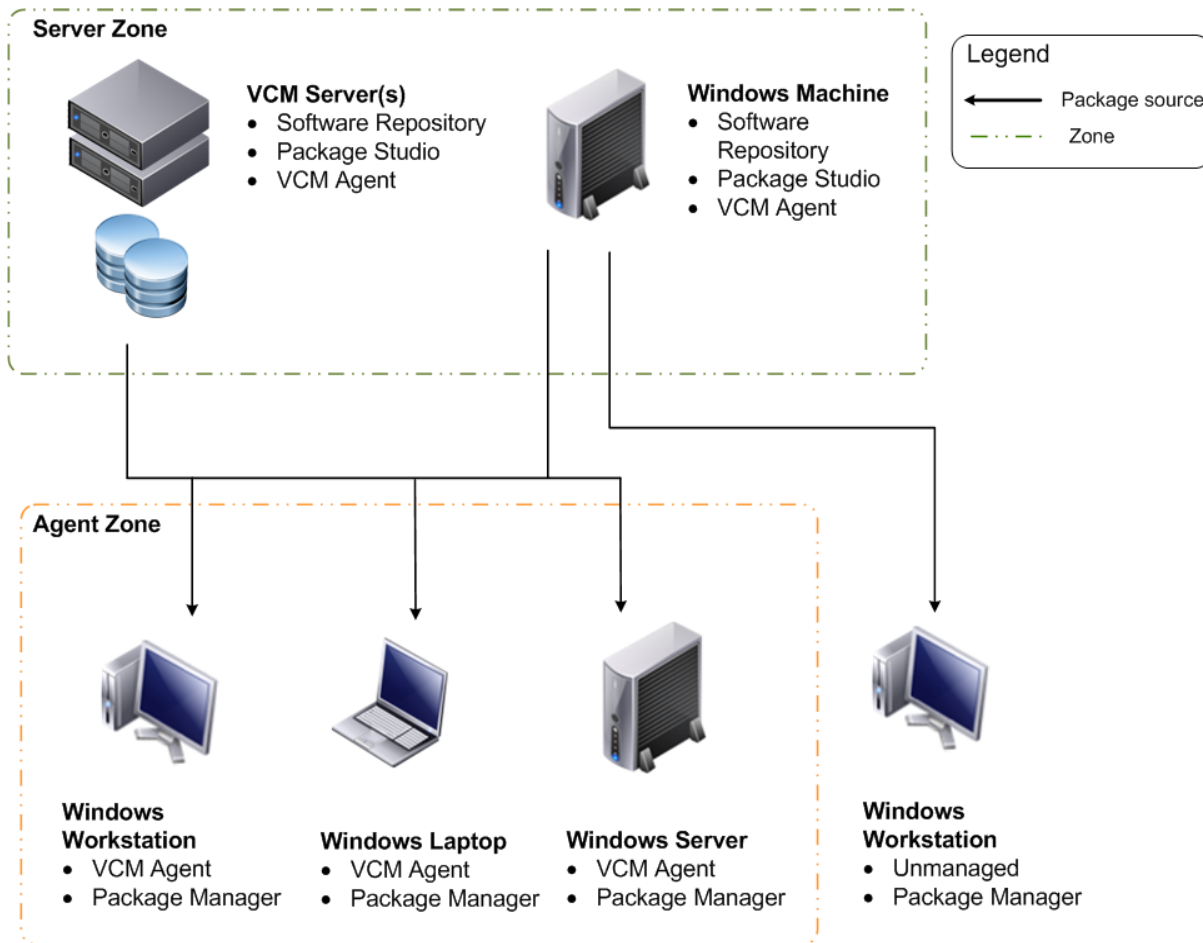 Server Zone
VCM Server(s)
• Software Repository
• Package Studio
• VCM Agent
Windows Machine
• Software
Repository
• Package Studio
• VCM Agent
Legend
Package source
Zone
Agent Zone
Windows
Workstation
• VCM Agent
• Package Manager
Windows Laptop
• VCM Agent
• Package Manager
Windows Server
• VCM Agent
• Package Manager
Windows
Workstation
• Unmanaged
• Package Manager